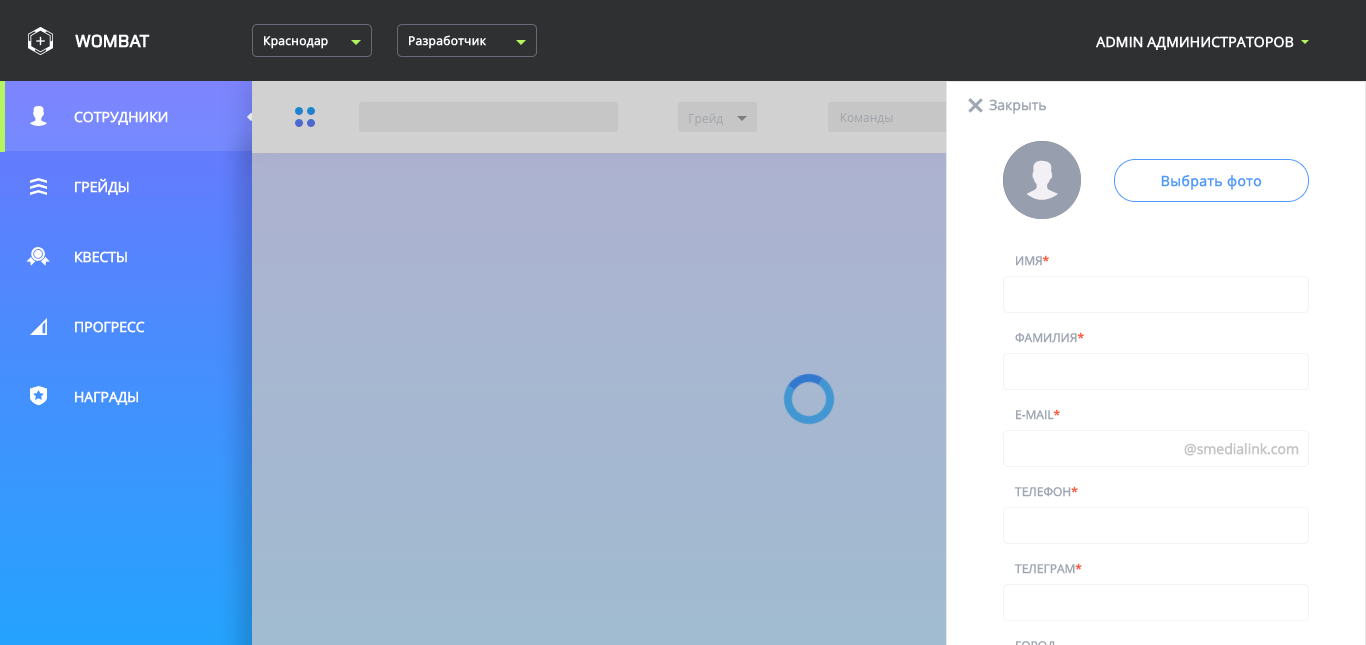 WOMBAT
Краснодар
Разработчик
ADMIN АДМИНИСТРАТОРОВ
СОТРУДНИКИ
ГРЕЙДЫ
КВЕСТЫ
ПРОГРЕСС
НАГРАДЫ
Грейд
Команды
Закрыть
Выбрать фото
ИМЯ*
ФАМИЛИЯ*
E-MAIL*
@smedialink.com
ТЕЛЕФОН*
ТЕЛЕГРАМ*
ГОРОД